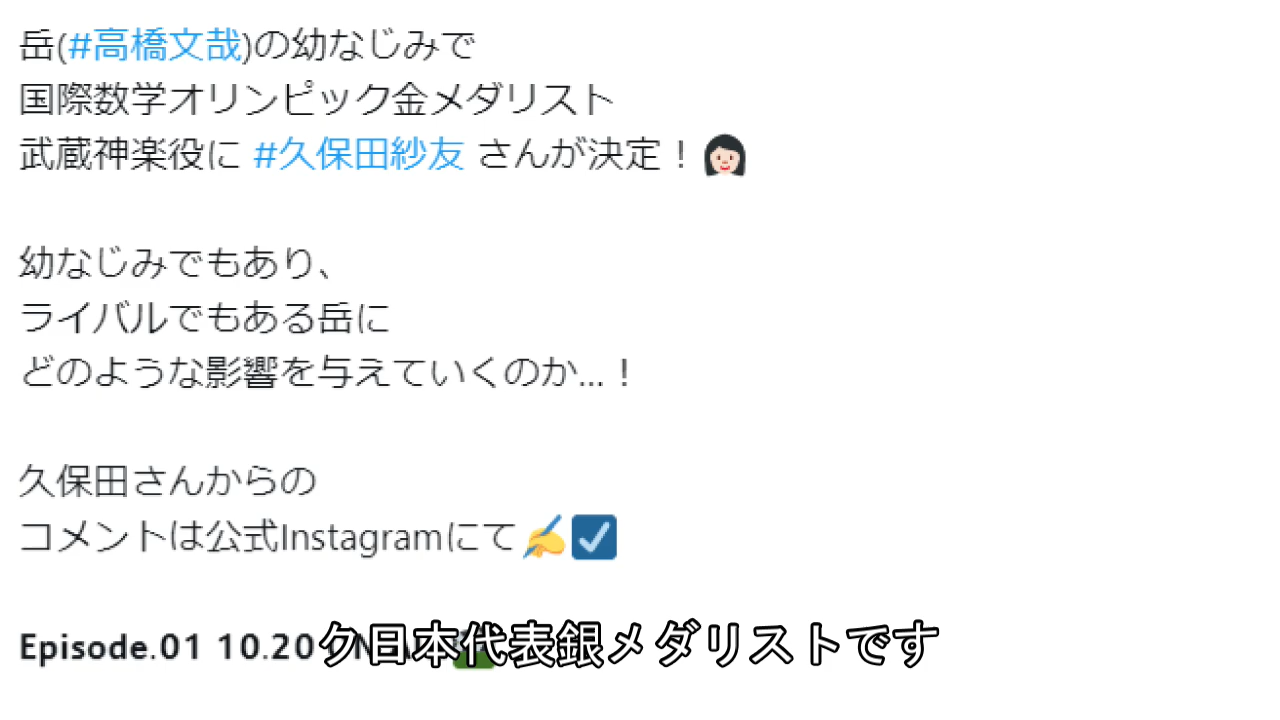 岳(#高橋文哉)の幼なじみで
国際数学オリンピック金メダリスト
武蔵神楽役に #久保田紗友 さんが決定！
幼なじみでもあり、
ライバルでもある岳に
どのような影響を与えていくのか…！
久保田さんからの
コメントは公式Instagramにて
Episode.01 10.20
ク日本代表銀メダリストです